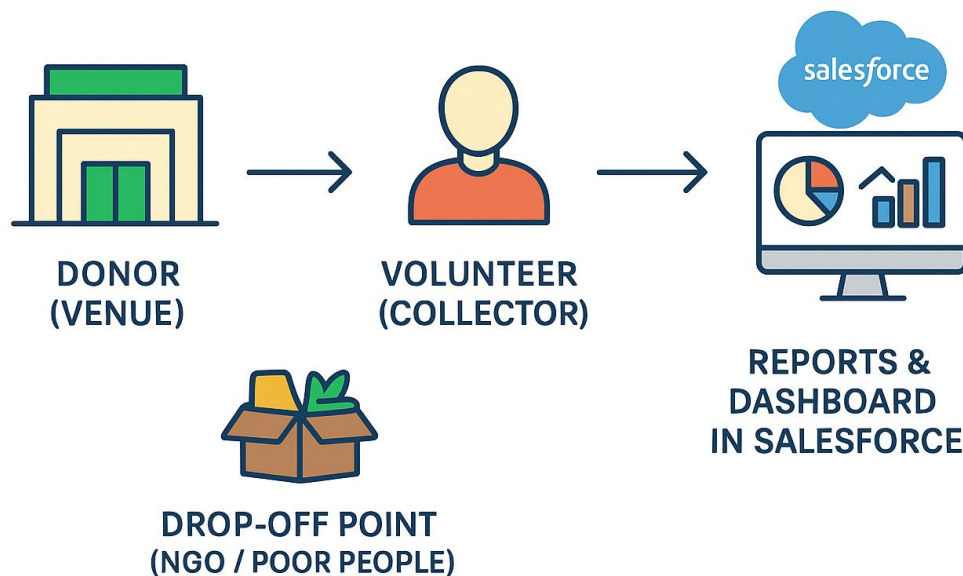 salesforce
DONOR
(VENUE)
VOLUNTEER
(COLLECTOR)
REPORTS &
DASHBOARD
IN SALESFORCE
DROP-OFF POINT
(NGO / POOR PEOPLE)